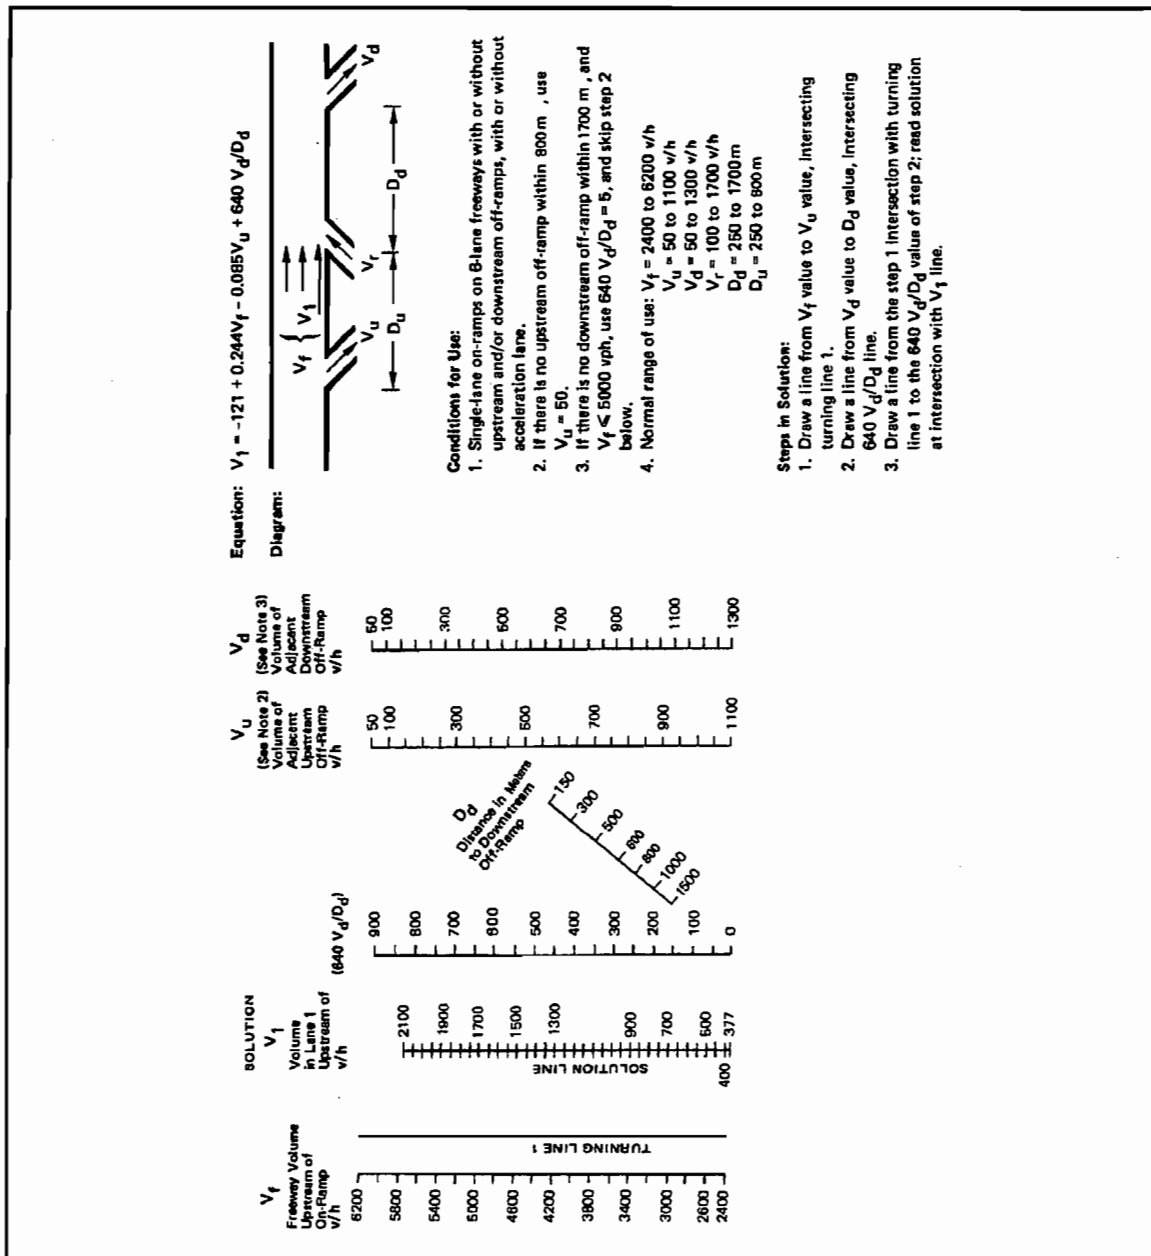 Equation: V1 = -121 + 0.244Vf - 0.085Vu + 640 Vd/Dd
Diagram:
Vf { V1
Vu
Vr
Vd
Du
Dd
Conditions for Use:
1. Single-lane on-ramps on 6-lane freeways with or without
upstream and/or downstream off-ramps, with or without
acceleration lane.
2. If there is no upstream off-ramp within 800m , use
Vu = 50.
3. If there is no downstream off-ramp within 1700 m , and
Vf ⩽ 5000 vph, use 640 Vd/Dd = 5, and skip step 2
below.
4. Normal range of use: Vf = 2400 to 6200 v/h
Vu = 50 to 1100 v/h
Vd = 50 to 1300 v/h
Vr = 100 to 1700 v/h
Dd = 250 to 1700m
Du = 250 to 800m
Steps in Solution:
1. Draw a line from Vf value to Vu value, Intersecting
turning line 1.
2. Draw a line from Vd value to Dd value, Intersecting
640 Vd/Dd line.
3. Draw a line from the step 1 intersection with turning
line 1 to the 640 Vd/Dd value of step 2; read solution
at intersection with V1 line.
Vd
(See Note 3)
Volume of
Adjacent
Downstream
Off-Ramp
v/h
50
100
300
500
700
900
1100
1300
Vu
(See Note 2)
Volume of
Adjacent
Upstream
Off-Ramp
v/h
50
100
300
500
700
900
1100
Dd
Distance in Meters
to Downstream
Off-Ramp
150
300
500
600
800
1000
1500
(640 Vd/Dd)
900
800
700
600
500
400
300
200
100
0
SOLUTION
V1
Volume
in Lane 1
Upstream of
v/h
2100
1900
1700
1500
1300
900
700
500
377
400
SOLUTION LINE
Vf
Freeway Volume
Upstream of
On-Ramp
v/h
6200
5800
5400
5000
4600
4200
3800
3400
3000
2600
2400
TURNING LINE 1